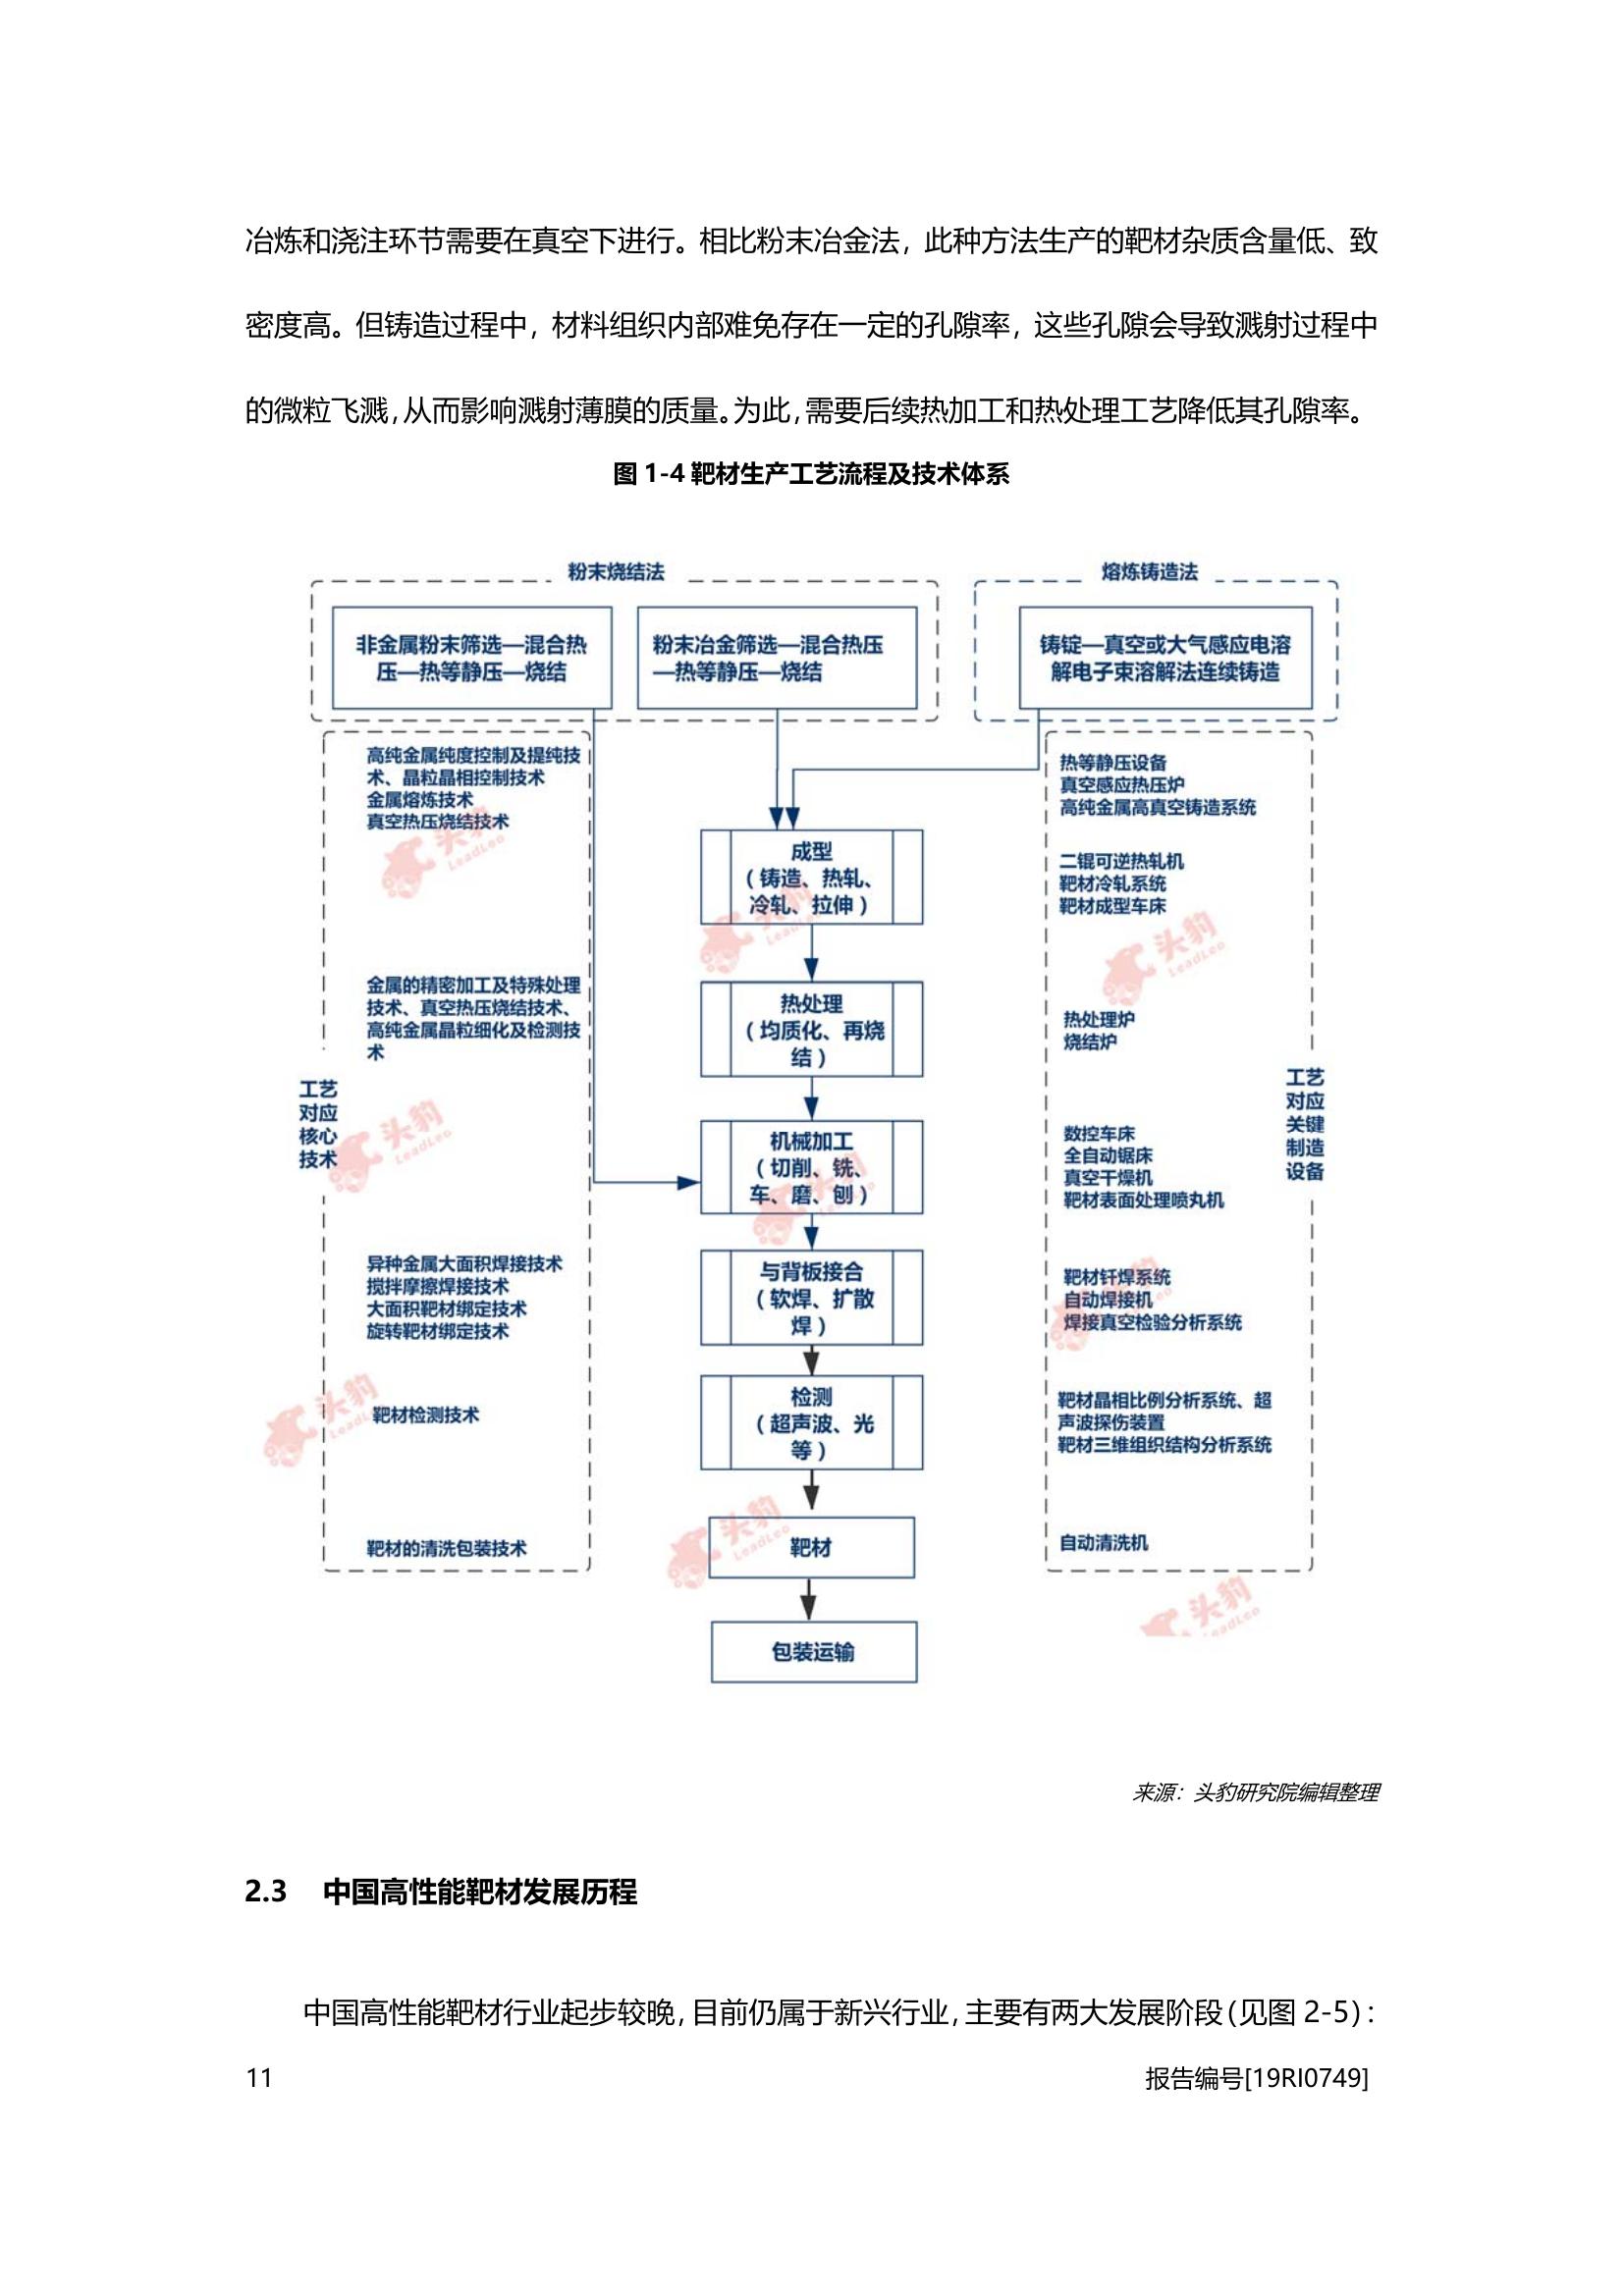 冶炼和浇注环节需要在真空下进行。相比粉末冶金法，此种方法生产的靶材杂质含量低、致
密度高。但铸造过程中，材料组织内部难免存在一定的孔隙率，这些孔隙会导致溅射过程中
的微粒飞溅，从而影响溅射薄膜的质量。为此，需要后续热加工和热处理工艺降低其孔隙率。
图 1-4 靶材生产工艺流程及技术体系
粉末烧结法
熔炼铸造法
非金属粉末筛选—混合热
压—热等静压—烧结
粉末冶金筛选—混合热压
—热等静压—烧结
铸锭—真空或大气感应电溶
解电子束溶解法连续铸造
工艺
对应
核心
技术
高纯金属纯度控制及提纯技
术、晶粒晶相控制技术
金属熔炼技术
真空热压烧结技术
金属的精密加工及特殊处理
技术、真空热压烧结技术、
高纯金属晶粒细化及检测技
术
异种金属大面积焊接技术
搅拌摩擦焊接技术
大面积靶材绑定技术
旋转靶材绑定技术
靶材检测技术
靶材的清洗包装技术
成型
（铸造、热轧、
冷轧、拉伸）
热处理
（均质化、再烧
结）
机械加工
（切削、铣、
车、磨、刨）
与背板接合
（软焊、扩散
焊）
检测
（超声波、光
等）
靶材
包装运输
热等静压设备
真空感应热压炉
高纯金属高真空铸造系统
二辊可逆热轧机
靶材冷轧系统
靶材成型车床
热处理炉
烧结炉
数控车床
全自动锯床
真空干燥机
靶材表面处理喷丸机
靶材钎焊系统
自动焊接机
焊接真空检验分析系统
靶材晶相比例分析系统、超
声波探伤装置
靶材三维组织结构分析系统
自动清洗机
工艺
对应
关键
制造
设备
头豹
LeadLeo
头豹
LeadLeo
头豹
LeadLeo
头豹
LeadLeo
头豹
LeadLeo
头豹
LeadLeo
来源：头豹研究院编辑整理
2.3 中国高性能靶材发展历程
中国高性能靶材行业起步较晚，目前仍属于新兴行业，主要有两大发展阶段（见图 2-5）：
11
报告编号[19RI0749]